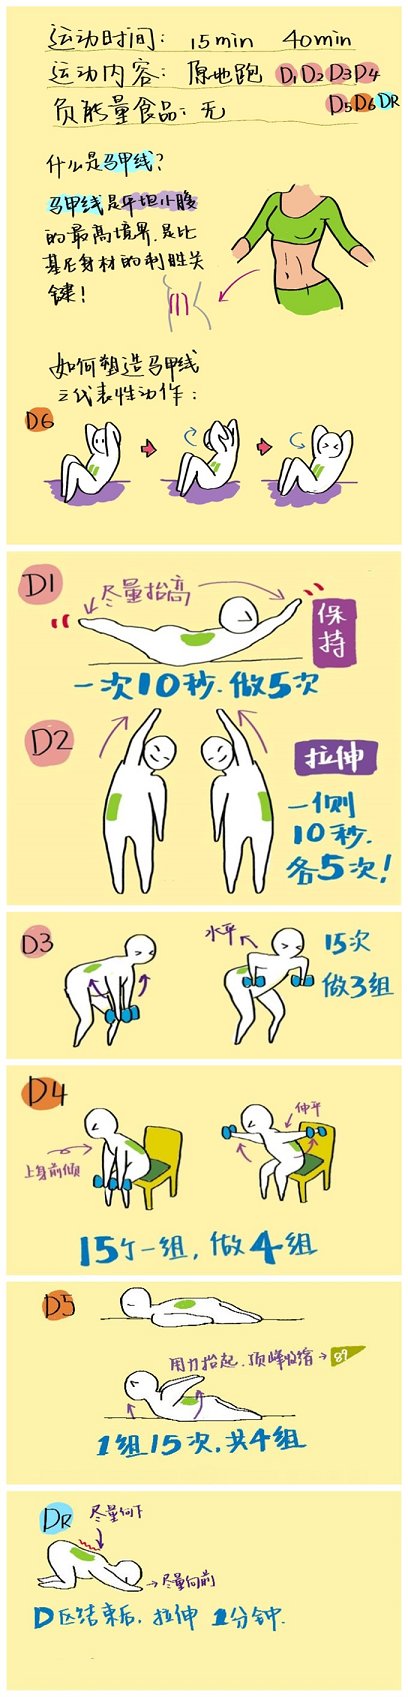 运动时间: 15min 40min
运动内容: 原地跑 D1 D2 D3 D4
D5 D6 DR
负能量食品: 无
什么是马甲线?
马甲线是平坦小腹
的最高境界.是比
基尼身材的制胜关
键!
如何塑造马甲线
三代表性动作:
D6
D1
尽量抬高
保持
一次10秒.做5次
D2
拉伸
一侧
10秒.
各5次!
D3
水平
15次
做3组
D4
上身前倾
伸平
15个一组, 做4组
D5
用力抬起.顶峰收缩→
89
1组15次,共4组
DR
尽量向下
→尽量向前
D区结束后, 拉伸 1分钟.